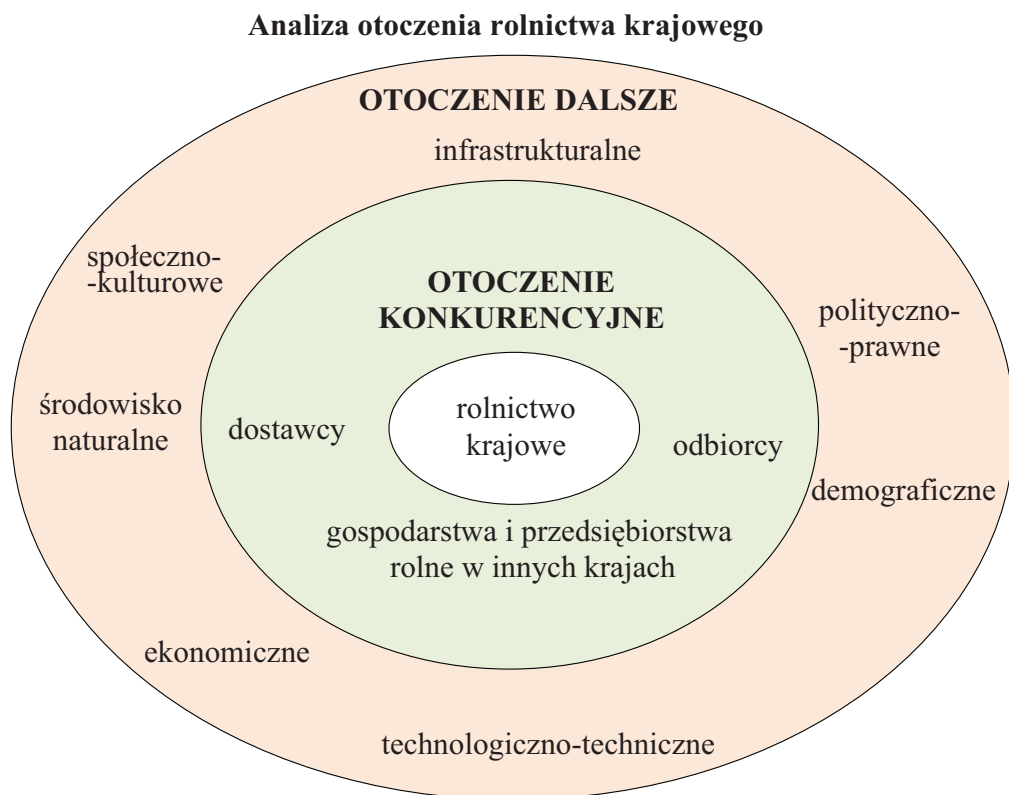 Analiza otoczenia rolnictwa krajowego
OTOCZENIE DALSZE
infrastrukturalne
społeczno-
-kulturowe
OTOCZENIE
KONKURENCYJNE
polityczno-
-prawne
środowisko
naturalne
dostawcy
rolnictwo
krajowe
odbiorcy
demograficzne
gospodarstwa i przedsiębiorstwa
rolne w innych krajach
ekonomiczne
technologiczno-techniczne